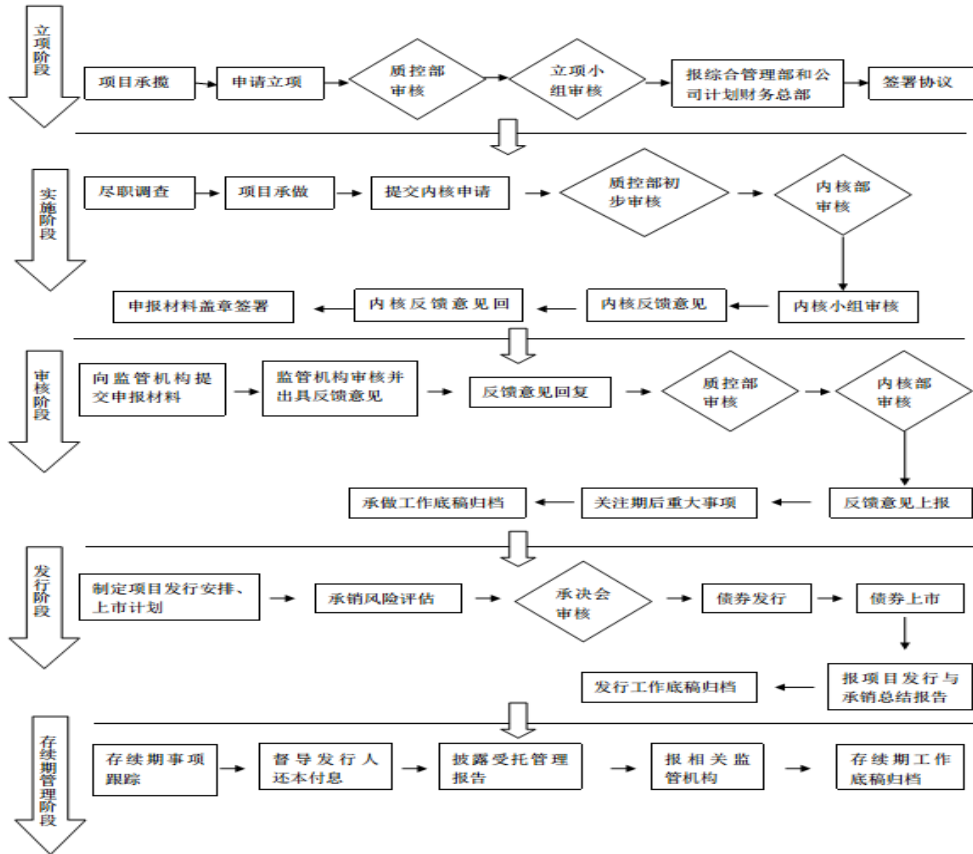 立项阶段
项目承揽
申请立项
质控部
审核
立项小
组审核
报综合管理部和公
司计划财务总部
签署协议
实施阶段
尽职调查
项目承做
提交内核申请
质控部初
步审核
内核部
审核
内核小组审核
内核反馈意见
内核反馈意见回
申报材料盖章签署
审核阶段
向监管机构提
交申报材料
监管机构审核并
出具反馈意见
反馈意见回复
质控部
审核
内核部
审核
反馈意见上报
关注期后重大事项
承做工作底稿归档
发行阶段
制定项目发行安排、
上市计划
承销风险评估
承决会
审核
债券发行
债券上市
报项目发行与
承销总结报告
发行工作底稿归档
存续期管理阶段
存续期事项
跟踪
督导发行人
还本付息
披露受托管理
报告
报相关监
管机构
存续期工作
底稿归档